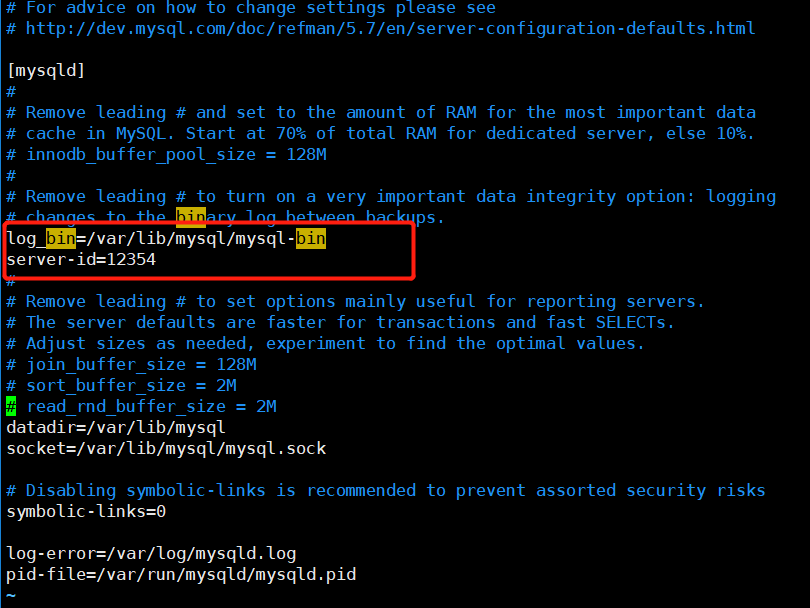 # For advice on how to change settings please see
# http://dev.mysql.com/doc/refman/5.7/en/server-configuration-defaults.html
[mysqld]
#
# Remove leading # and set to the amount of RAM for the most important data
# cache in MySQL. Start at 70% of total RAM for dedicated server, else 10%.
# innodb_buffer_pool_size = 128M
#
# Remove leading # to turn on a very important data integrity option: logging
# changes to the binary log between backups.
log_bin=/var/lib/mysql/mysql-bin
server-id=12354
#
# Remove leading # to set options mainly useful for reporting servers.
# The server defaults are faster for transactions and fast SELECTs.
# Adjust sizes as needed, experiment to find the optimal values.
# join_buffer_size = 128M
# sort_buffer_size = 2M
# read_rnd_buffer_size = 2M
datadir=/var/lib/mysql
socket=/var/lib/mysql/mysql.sock
# Disabling symbolic-links is recommended to prevent assorted security risks
symbolic-links=0
log-error=/var/log/mysqld.log
pid-file=/var/run/mysqld/mysqld.pid
~